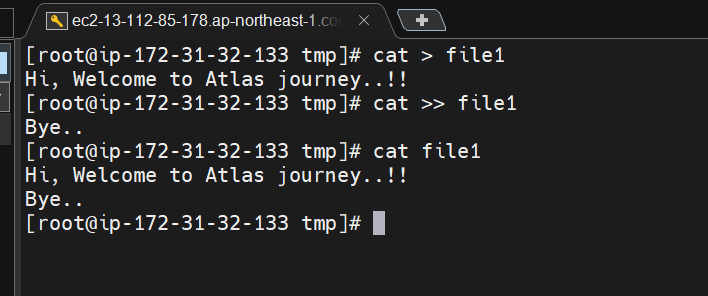 ec2-13-112-85-178.ap-northeast-1.co
[root@ip-172-31-32-133 tmp]# cat > file1
Hi, Welcome to Atlas journey..!!
[root@ip-172-31-32-133 tmp]# cat >> file1
Bye..
[root@ip-172-31-32-133 tmp]# cat file1
Hi, Welcome to Atlas journey..!!
Bye..
[root@ip-172-31-32-133 tmp]#